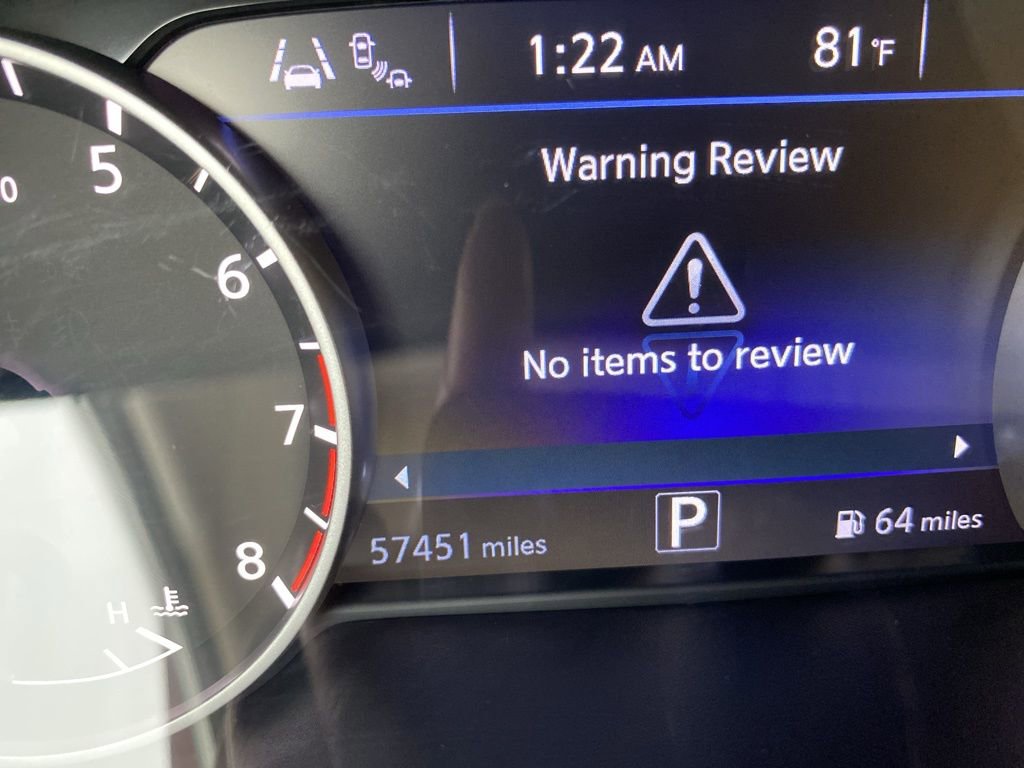 1:22 AM
81°F
Warning Review
No items to review
P
57451 miles
64 miles
5
6
7
8
H